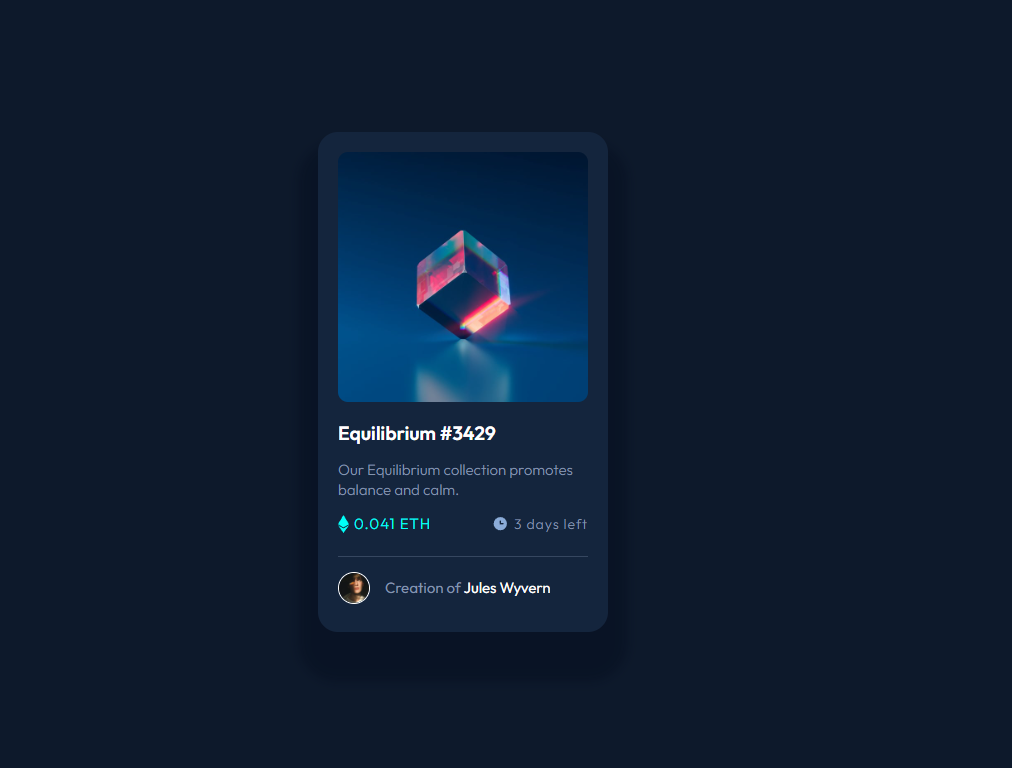 Equilibrium #3429
Our Equilibrium collection promotes
balance and calm.
0.041 ETH 3 days left
Creation of Jules Wyvern